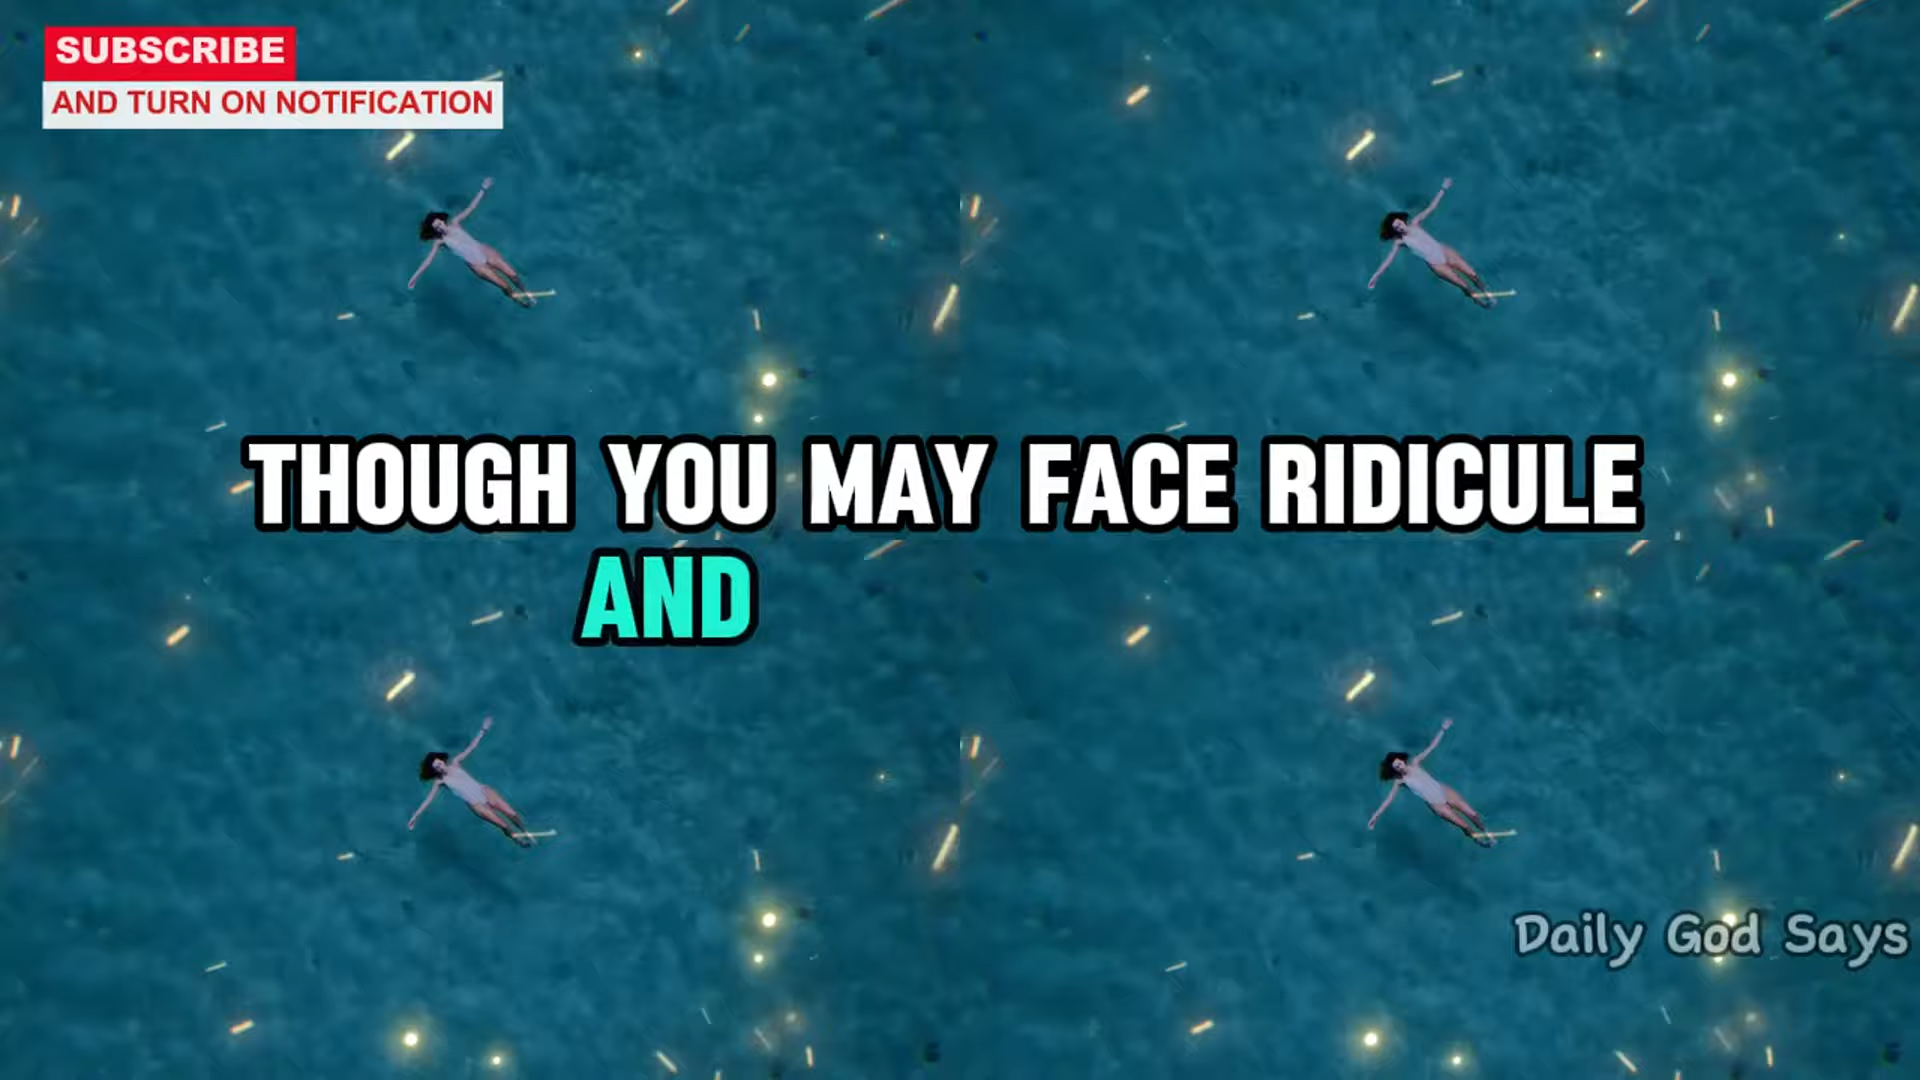 SUBSCRIBE
AND TURN ON NOTIFICATION
THOUGH YOU MAY FACE RIDICULE
AND
Daily God Says